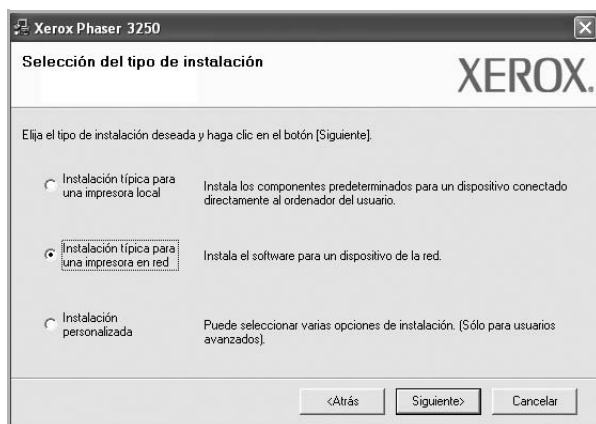 Xerox Phaser 3250
Selección del tipo de instalación
XEROX.
Elija el tipo de instalación deseada y haga clic en el botón [Siguiente].
Instalación típica para
una impresora local
Instala los componentes predeterminados para un dispositivo conectado
directamente al ordenador del usuario.
Instalación típica para
una impresora en red
Instala el software para un dispositivo de la red.
Instalación
personalizada
Puede seleccionar varias opciones de instalación. (Sólo para usuarios
avanzados).
<Atrás
Siguiente>
Cancelar